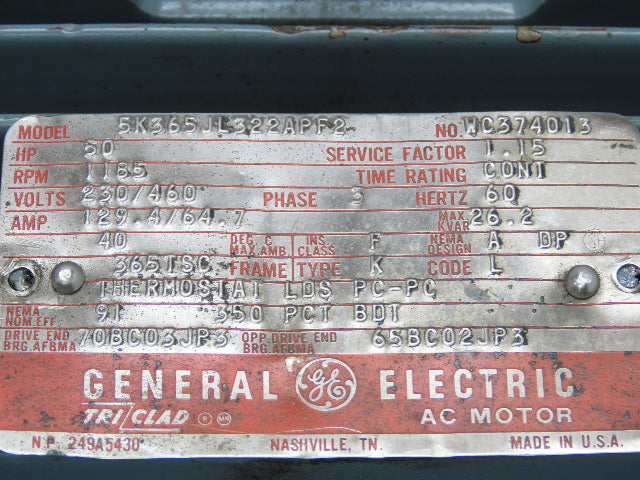 MODEL 5K365JL322APF2 NO. WC374013
HP 50 SERVICE FACTOR 1.15
RPM 1185 TIME RATING CONT
VOLTS 230/460 PHASE 3 HERTZ 60
AMP 129.4/64.7 MAX. KVAR 26.2
40 DEG C MAX. AMB. INS. CLASS F NEMA DESIGN A DP
365TSC FRAME TYPE K CODE L
THERMOSTAT LDS PC-PC
NEMA NOM. EFF. 91 350 PCT BDT
DRIVE END BRG. AFBMA 70BC03JP3 OPP. DRIVE END BRG. AFBMA 65BC02JP3
GENERAL GE ELECTRIC
TRI/CLAD R MR AC MOTOR
N.P. 249A5430 NASHVILLE, TN. MADE IN U.S.A.